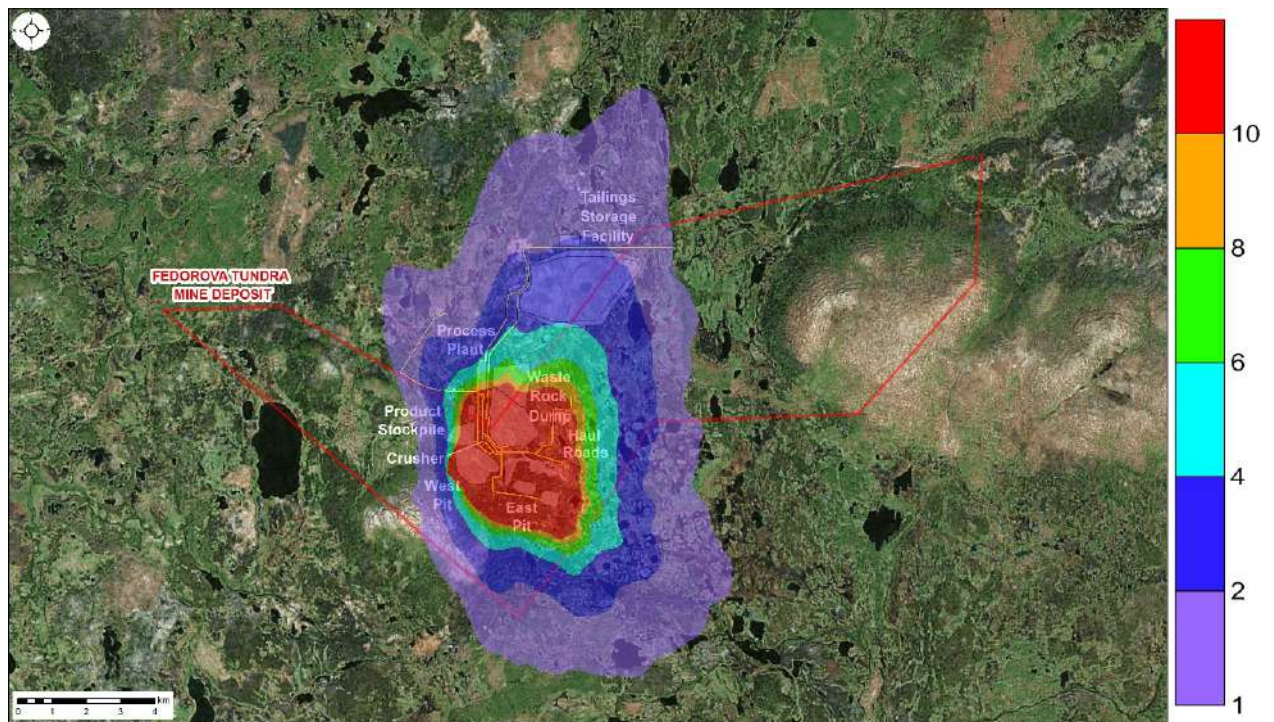 10
Tailings
Storage
Facility
8
FEDOROVA TUNDRA
MINE DEPOSIT
Process
Plant
6
Waste
Rock
Dump
Product
Stockpile
Haul
Roads
Crusher
4
West
Pit
East
Pit
2
km
0 1 2 3 4
1